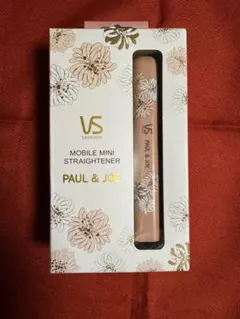 VS
SASSOON
MOBILE MINI
STRAIGHTENER
PAUL & JOE
VS
PAUL & JOE